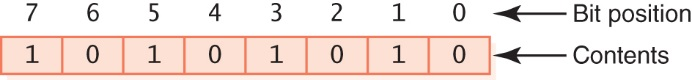 7 6 5 4 3 2 1 0 Bit position
1 0 1 0 1 0 1 0 Contents